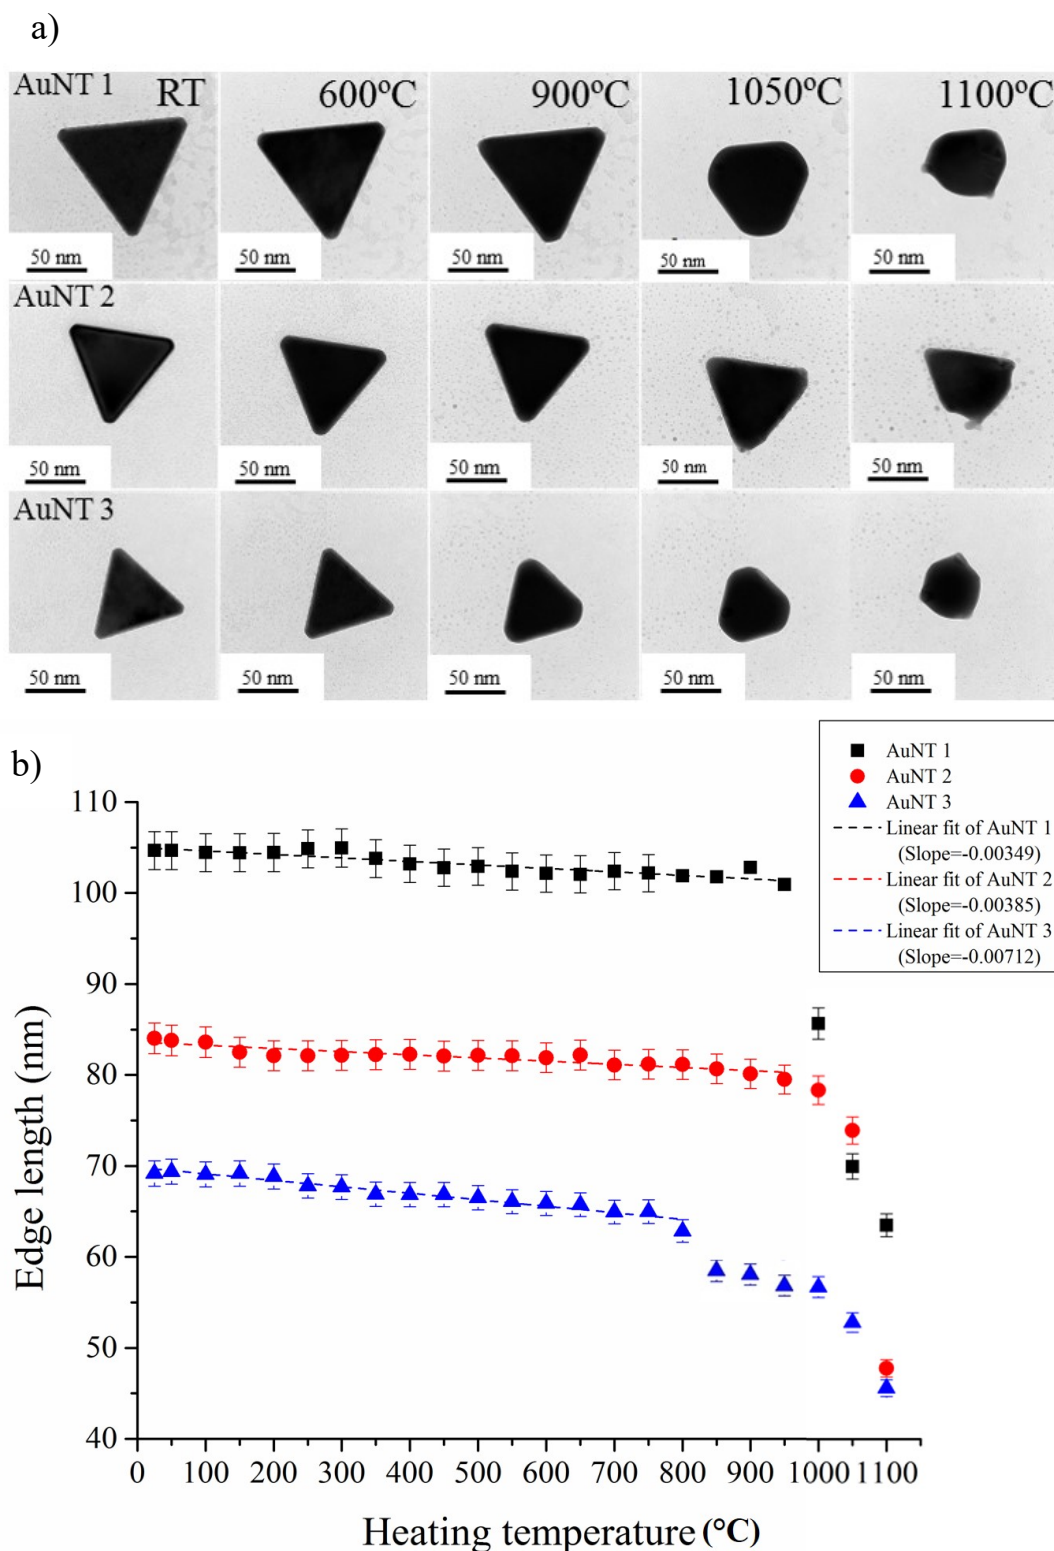 a)
AuNT 1 RT 600ºC 900ºC 1050ºC 1100ºC
50 nm 50 nm 50 nm 50 nm 50 nm
AuNT 2
50 nm 50 nm 50 nm 50 nm 50 nm
AuNT 3
50 nm 50 nm 50 nm 50 nm 50 nm
b)
AuNT 1
AuNT 2
AuNT 3
Linear fit of AuNT 1
(Slope=-0.00349)
Linear fit of AuNT 2
(Slope=-0.00385)
Linear fit of AuNT 3
(Slope=-0.00712)
110
100
90
80
70
60
50
40
Edge length (nm)
0 100 200 300 400 500 600 700 800 900 1000 1100
Heating temperature (°C)